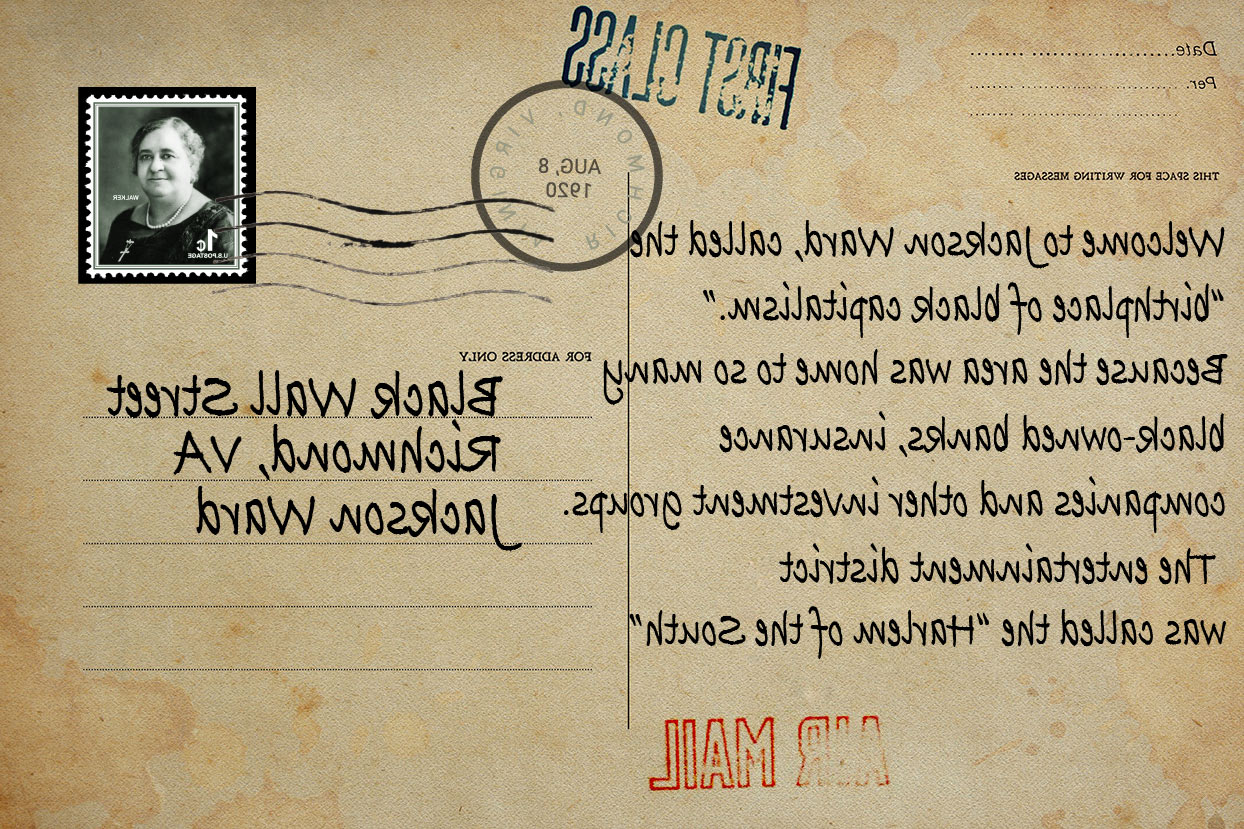 FIRST CLASS
Date
Per.
THIS SPACE FOR WRITING MESSAGES
Welcome to Jackson Ward, called the
“birthplace of black capitalism.”
Because the area was home to so many
black-owned banks, insurance
companies and other investment groups.
The entertainment district
was called the “Harlem of the South”
AIR MAIL
RICHMOND, VIRGINIA
AUG, 8
1920
WALKER
1c
U.S POSTAGE
FOR ADDRESS ONLY
Black Wall Street
Richmond, VA
Jackson Ward